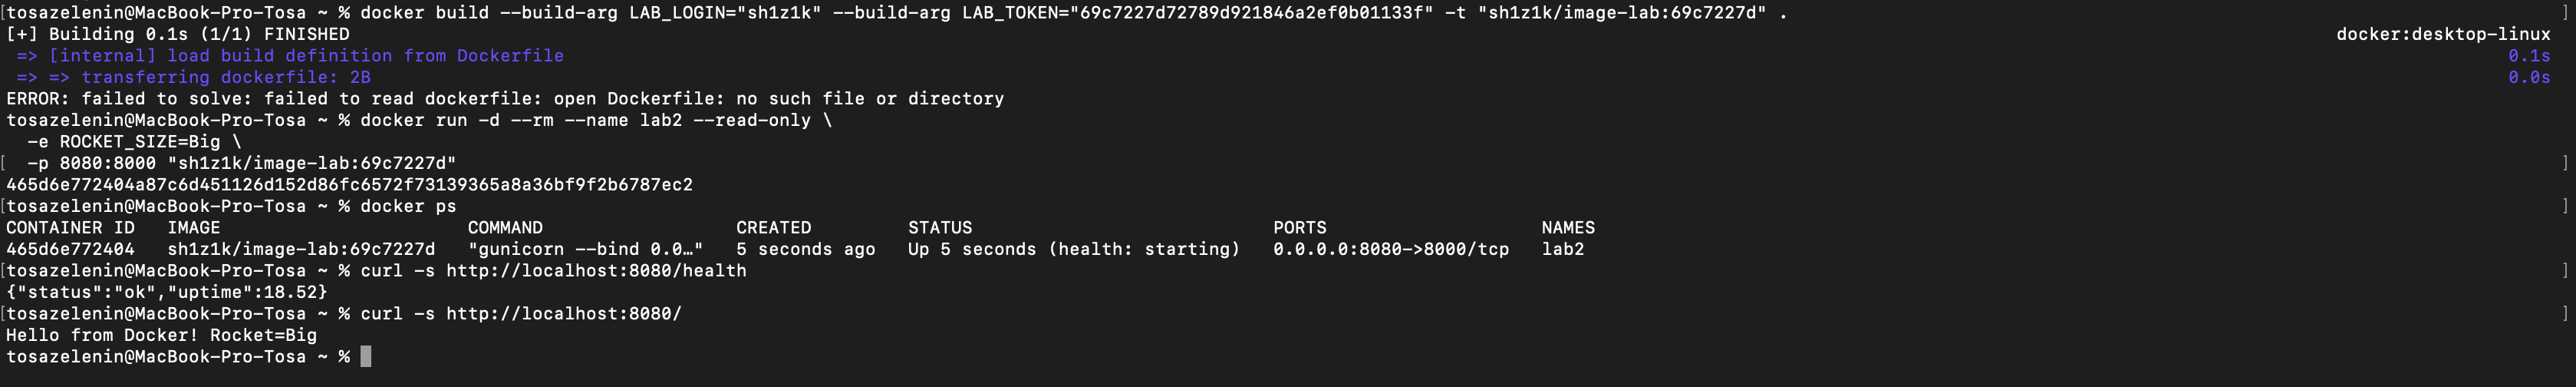 [tosazelenin@MacBook-Pro-Tosa ~ % docker build --build-arg LAB_LOGIN="sh1z1k" --build-arg LAB_TOKEN="69c7227d72789d921846a2ef0b01133f" -t "sh1z1k/image-lab:69c7227d" . ]
[+] Building 0.1s (1/1) FINISHED docker:desktop-linux
=> [internal] load build definition from Dockerfile 0.1s
=> => transferring dockerfile: 2B 0.0s
ERROR: failed to solve: failed to read dockerfile: open Dockerfile: no such file or directory
tosazelenin@MacBook-Pro-Tosa ~ % docker run -d --rm --name lab2 --read-only \
-e ROCKET_SIZE=Big \
[ -p 8080:8000 "sh1z1k/image-lab:69c7227d" ]
465d6e772404a87c6d451126d152d86fc6572f73139365a8a36bf9f2b6787ec2
[tosazelenin@MacBook-Pro-Tosa ~ % docker ps ]
CONTAINER ID IMAGE COMMAND CREATED STATUS PORTS NAMES
465d6e772404 sh1z1k/image-lab:69c7227d "gunicorn --bind 0.0…" 5 seconds ago Up 5 seconds (health: starting) 0.0.0.0:8080->8000/tcp lab2
[tosazelenin@MacBook-Pro-Tosa ~ % curl -s http://localhost:8080/health ]
{"status":"ok","uptime":18.52}
[tosazelenin@MacBook-Pro-Tosa ~ % curl -s http://localhost:8080/ ]
Hello from Docker! Rocket=Big
tosazelenin@MacBook-Pro-Tosa ~ %